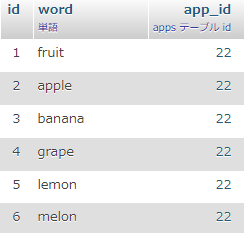 id word app_id
単語 apps テーブル id
1 fruit 22
2 apple 22
3 banana 22
4 grape 22
5 lemon 22
6 melon 22